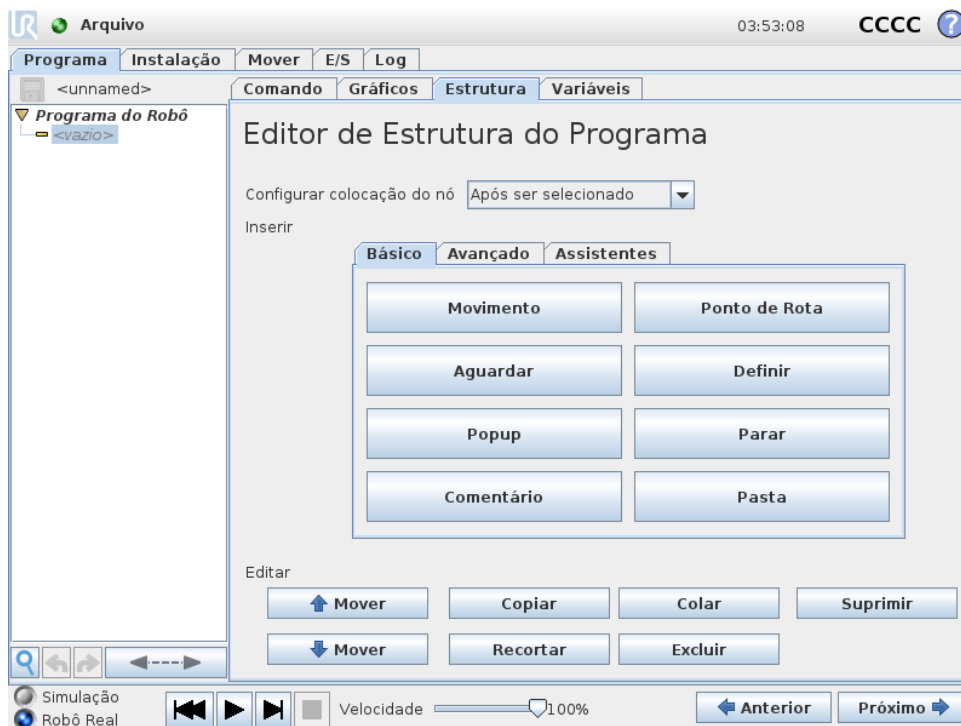 UR Arquivo 03:53:08 CCCC ?
Programa Instalação Mover E/S Log
<unnamed> Comando Gráficos Estrutura Variáveis
Programa do Robô
<vazio>
Editor de Estrutura do Programa
Configurar colocação do nó Após ser selecionado
Inserir
Básico Avançado Assistentes
Movimento Ponto de Rota
Aguardar Definir
Popup Parar
Comentário Pasta
Editar
Mover Copiar Colar Suprimir
Mover Recortar Excluir
Simulação
Robô Real
Velocidade 100% Anterior Próximo